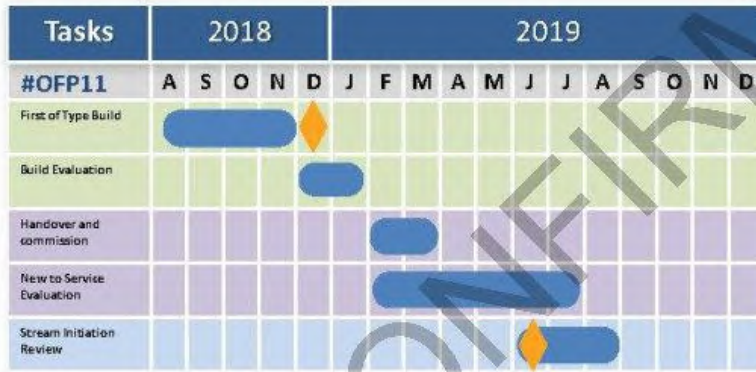 Tasks 2018 2019
#OFP11 A S O N D J F M A M J J A S O N D
First of Type Build
Build Evaluation
Handover and
commission
New to Service
Evaluation
Stream Initiation
Review
ONFIRM